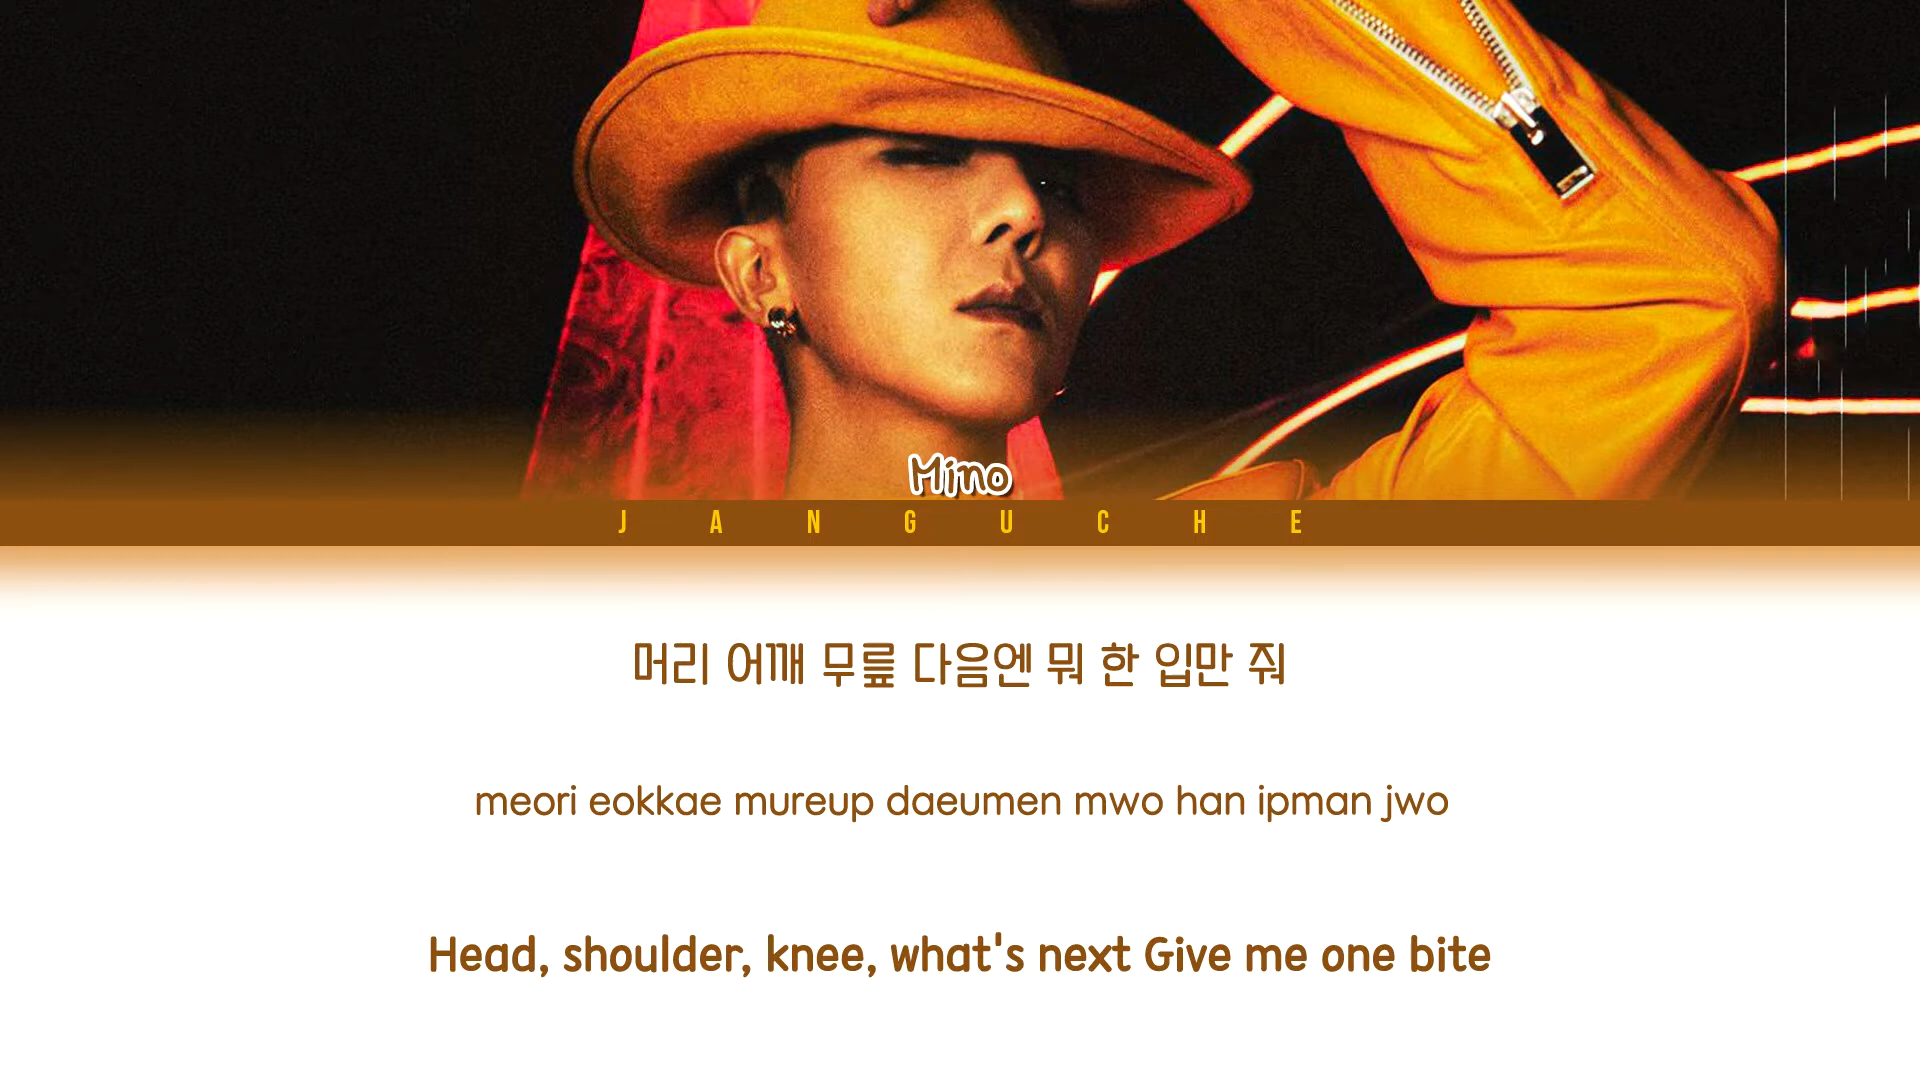 Mino
JANGUCHE
머리 어깨 무릎 다음엔 뭐 한 입만 줘
meori eokkae mureup daeumen mwo han ipman jwo
Head, shoulder, knee, what's next Give me one bite